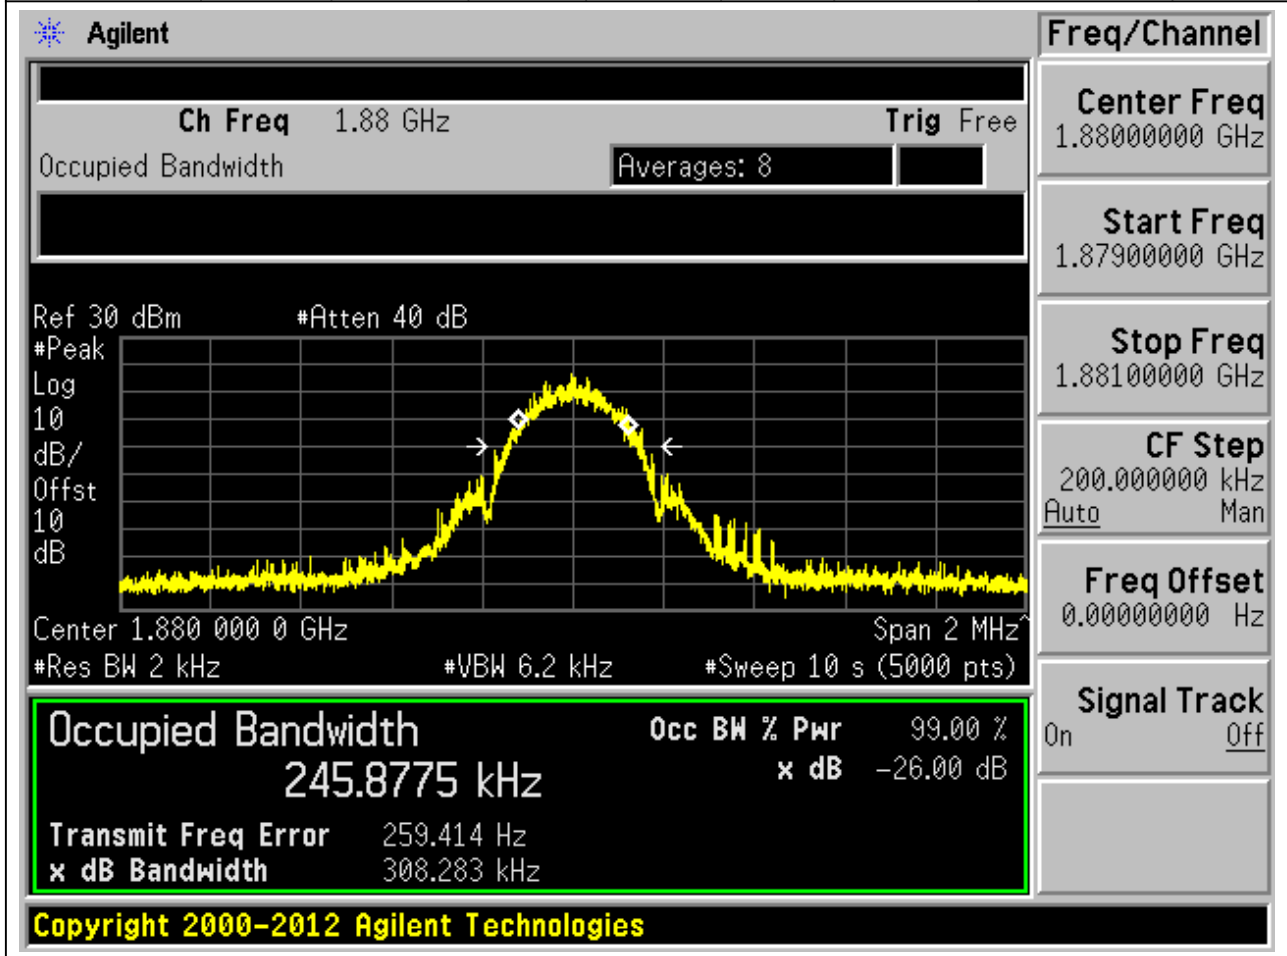 Agilent
Freq/Channel
Ch Freq 1.88 GHz Trig Free
Occupied Bandwidth Averages: 8
Ref 30 dBm #Atten 40 dB
#Peak
Log
10
dB/
Offst
10
dB
Center 1.880 000 0 GHz Span 2 MHz^
#Res BW 2 kHz #VBW 6.2 kHz #Sweep 10 s (5000 pts)
Occupied Bandwidth
245.8775 kHz
Occ BW % Pwr 99.00 %
x dB -26.00 dB
Transmit Freq Error 259.414 Hz
x dB Bandwidth 308.283 kHz
Center Freq
1.88000000 GHz
Start Freq
1.87900000 GHz
Stop Freq
1.88100000 GHz
CF Step
200.000000 kHz
Auto Man
Freq Offset
0.00000000 Hz
Signal Track
On Off
Copyright 2000-2012 Agilent Technologies